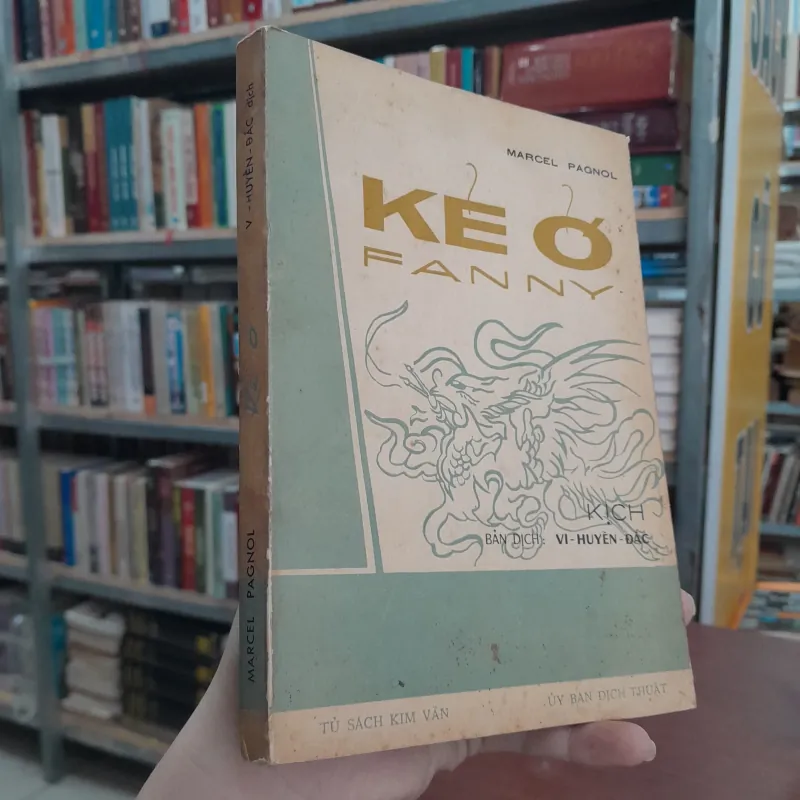 MARCEL PAGNOL
KẺ Ở
FANNY
KỊCH
BẢN DỊCH: VI-HUYỀN-ĐẮC
TỦ SÁCH KIM VĂN
ỦY BAN DỊCH THUẬT
V -HUYỀN-ĐẮC dịch
KẺ Ở
MARCEL PAGNOL